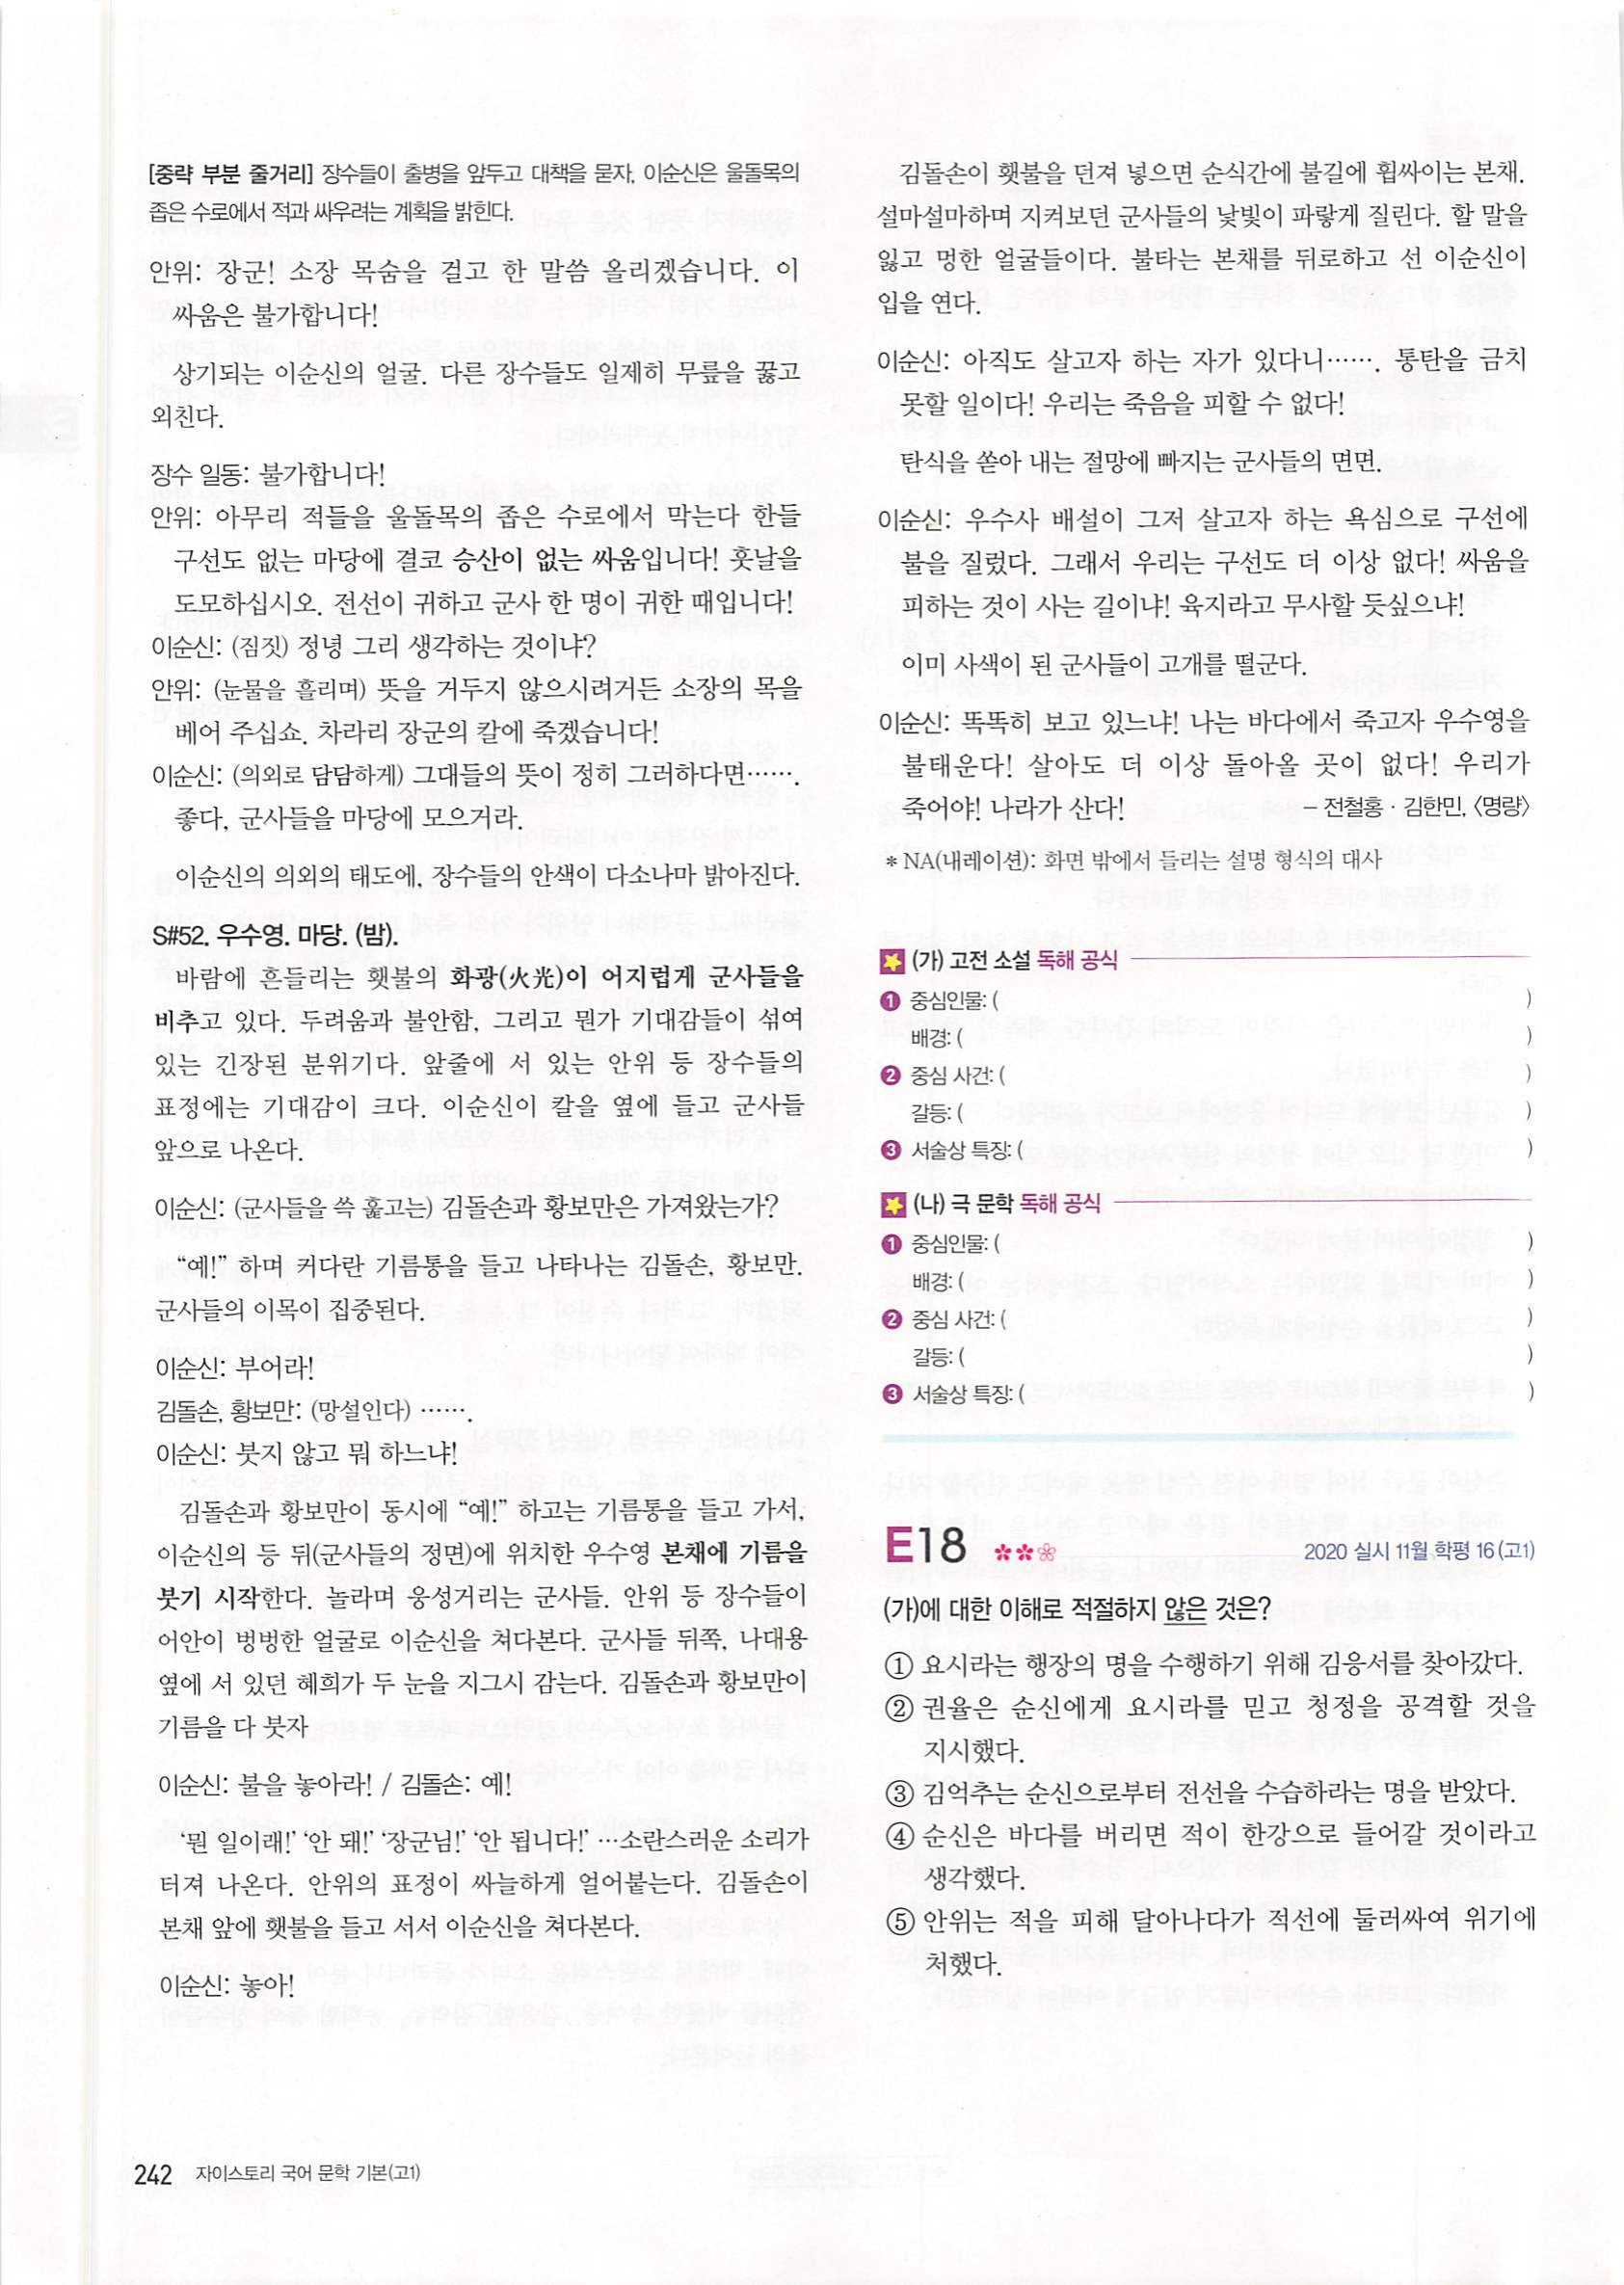 [중략 부분 줄거리] 장수들이 출병을 앞두고 대책을 묻자, 이순신은 울돌목의
좁은 수로에서 적과 싸우려는 계획을 밝힌다.
안위: 장군! 소장 목숨을 걸고 한 말씀 올리겠습니다. 이
싸움은 불가합니다!
상기되는 이순신의 얼굴. 다른 장수들도 일제히 무릎을 꿇고
외친다.
장수 일동: 불가합니다!
안위: 아무리 적들을 울돌목의 좁은 수로에서 막는다 한들
구선도 없는 마당에 결코 승산이 없는 싸움입니다! 훗날을
도모하십시오. 전선이 귀하고 군사 한 명이 귀한 때입니다!
이순신: (짐짓) 정녕 그리 생각하는 것이냐?
안위: (눈물을 흘리며) 뜻을 거두지 않으시려거든 소장의 목을
베어 주십쇼. 차라리 장군의 칼에 죽겠습니다!
이순신: (의외로 담담하게) 그대들의 뜻이 정히 그러하다면…….
좋다, 군사들을 마당에 모으거라.
이순신의 의외의 태도에, 장수들의 안색이 다소나마 밝아진다.
S#52. 우수영. 마당. (밤).
바람에 흔들리는 횃불의 화광(火光)이 어지럽게 군사들을
비추고 있다. 두려움과 불안함, 그리고 뭔가 기대감들이 섞여
있는 긴장된 분위기다. 앞줄에 서 있는 안위 등 장수들의
표정에는 기대감이 크다. 이순신이 칼을 옆에 들고 군사들
앞으로 나온다.
이순신: (군사들을 쓱 훑고는) 김돌손과 황보만은 가져왔는가?
“예!” 하며 커다란 기름통을 들고 나타나는 김돌손, 황보만.
군사들의 이목이 집중된다.
이순신: 부어라!
김돌손, 황보만: (망설인다) …….
이순신: 붓지 않고 뭐 하느냐!
김돌손과 황보만이 동시에 “예!” 하고는 기름통을 들고 가서,
이순신의 등 뒤(군사들의 정면)에 위치한 우수영 본채에 기름을
붓기 시작한다. 놀라며 웅성거리는 군사들. 안위 등 장수들이
어안이 벙벙한 얼굴로 이순신을 쳐다본다. 군사들 뒤쪽, 나대용
옆에 서 있던 혜희가 두 눈을 지그시 감는다. 김돌손과 황보만이
기름을 다 붓자
이순신: 불을 놓아라! / 김돌손: 예!
‘뭔 일이래!’ ‘안 돼!’ ‘장군님!’ ‘안 됩니다!’ …소란스러운 소리가
터져 나온다. 안위의 표정이 싸늘하게 얼어붙는다. 김돌손이
본채 앞에 횃불을 들고 서서 이순신을 쳐다본다.
이순신: 놓아!
김돌손이 횃불을 던져 넣으면 순식간에 불길에 휩싸이는 본채.
설마설마하며 지켜보던 군사들의 낯빛이 파랗게 질린다. 할 말을
잃고 멍한 얼굴들이다. 불타는 본채를 뒤로하고 선 이순신이
입을 연다.
이순신: 아직도 살고자 하는 자가 있다니……. 통탄을 금치
못할 일이다! 우리는 죽음을 피할 수 없다!
탄식을 쏟아 내는 절망에 빠지는 군사들의 면면.
이순신: 우수사 배설이 그저 살고자 하는 욕심으로 구선에
불을 질렀다. 그래서 우리는 구선도 더 이상 없다! 싸움을
피하는 것이 사는 길이냐! 육지라고 무사할 듯싶으냐!
이미 사색이 된 군사들이 고개를 떨군다.
이순신: 똑똑히 보고 있느냐! 나는 바다에서 죽고자 우수영을
불태운다! 살아도 더 이상 돌아올 곳이 없다! 우리가
죽어야! 나라가 산다! – 전철홍 · 김한민, 〈명량〉
* NA(내레이션): 화면 밖에서 들리는 설명 형식의 대사
(가) 고전 소설 독해 공식
❶ 중심인물: ( )
배경: ( )
❷ 중심 사건: ( )
갈등: ( )
❸ 서술상 특징: ( )
(나) 극 문학 독해 공식
❶ 중심인물: ( )
배경: ( )
❷ 중심 사건: ( )
갈등: ( )
❸ 서술상 특징: ( )
E18 2020 실시 11월 학평 16(고1)
(가)에 대한 이해로 적절하지 않은 것은?
① 요시라는 행장의 명을 수행하기 위해 김응서를 찾아갔다.
② 권율은 순신에게 요시라를 믿고 청정을 공격할 것을
지시했다.
③ 김억추는 순신으로부터 전선을 수습하라는 명을 받았다.
④ 순신은 바다를 버리면 적이 한강으로 들어갈 것이라고
생각했다.
⑤ 안위는 적을 피해 달아나다가 적선에 둘러싸여 위기에
처했다.
242 자이스토리 국어 문학 기본(고1)